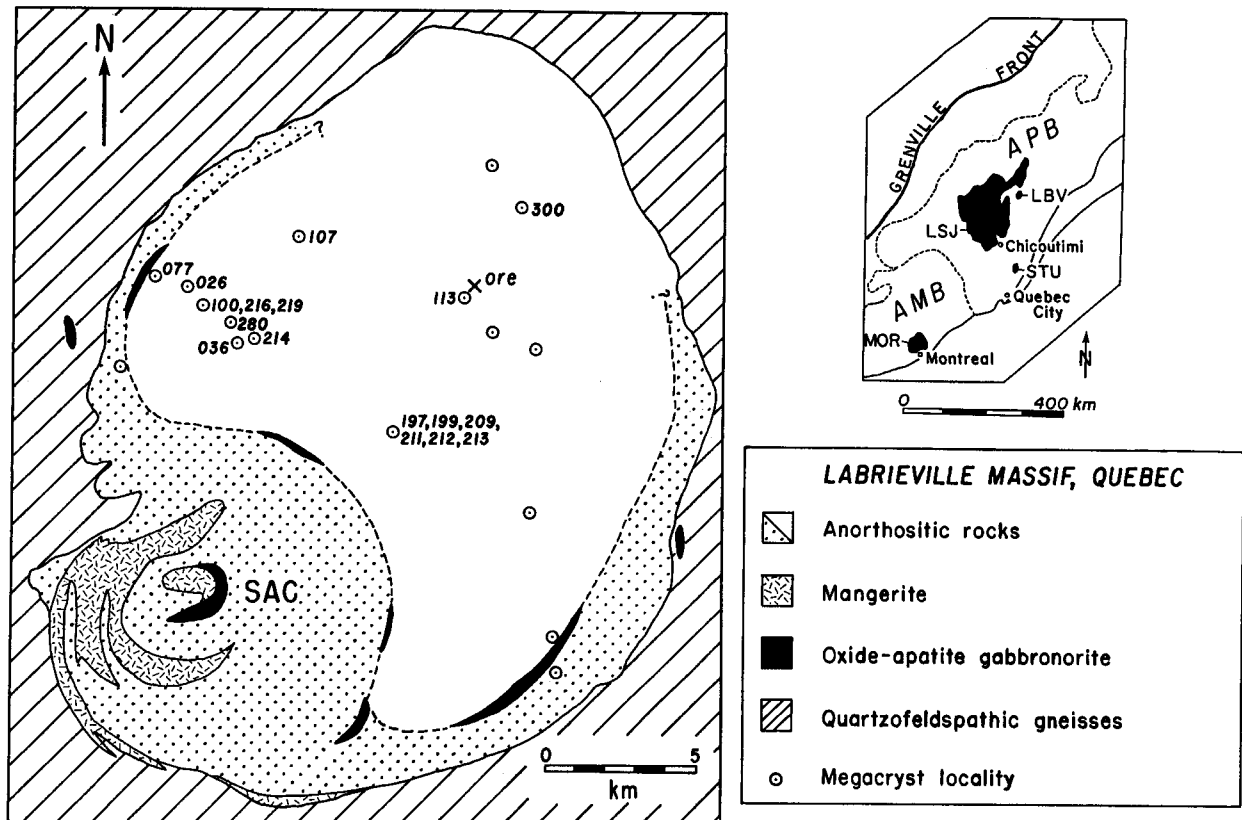 N
?
300
107
077
026
100,216,219
280
036
214
ore
113
?
197,199,209,
211,212,213
SAC
0 5
km
GRENVILLE FRONT
APB
LBV
LSJ
Chicoutimi
STU
Quebec
City
AMB
MOR
Montreal
N
0 400 km
LABRIEVILLE MASSIF, QUEBEC
Anorthositic rocks
Mangerite
Oxide-apatite gabbronorite
Quartzofeldspathic gneisses
Megacryst locality